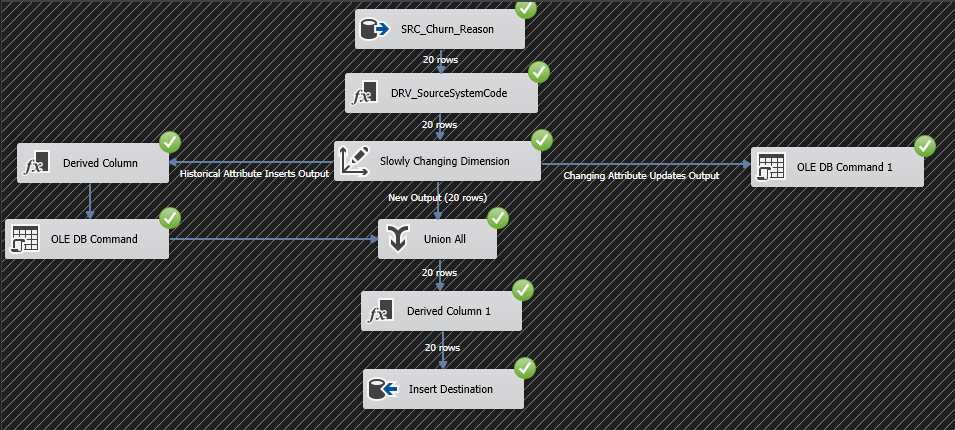 SRC_Churn_Reason
20 rows
DRV_SourceSystemCode
20 rows
Derived Column
Historical Attribute Inserts Output
Slowly Changing Dimension
Changing Attribute Updates Output
OLE DB Command 1
New Output (20 rows)
OLE DB Command
Union All
20 rows
Derived Column 1
20 rows
Insert Destination